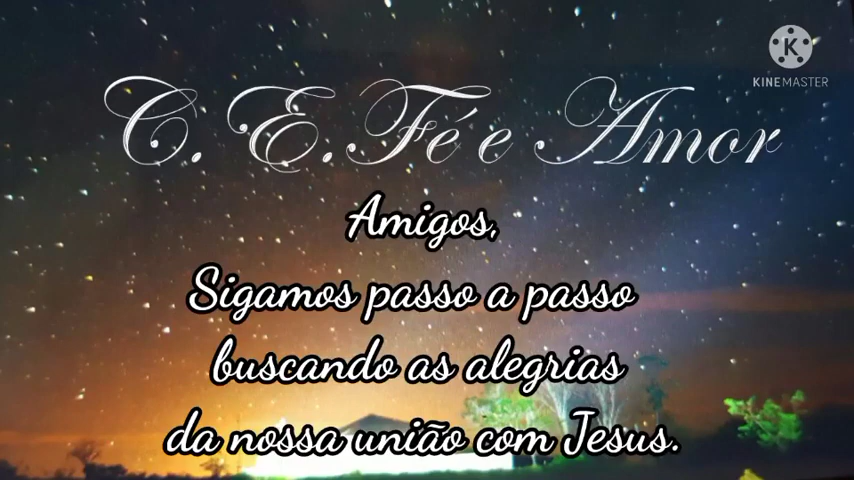 KINEMASTER
C. E. Fé e Amor
Amigos,
Sigamos passo a passo
buscando as alegrias
da nossa união com Jesus.